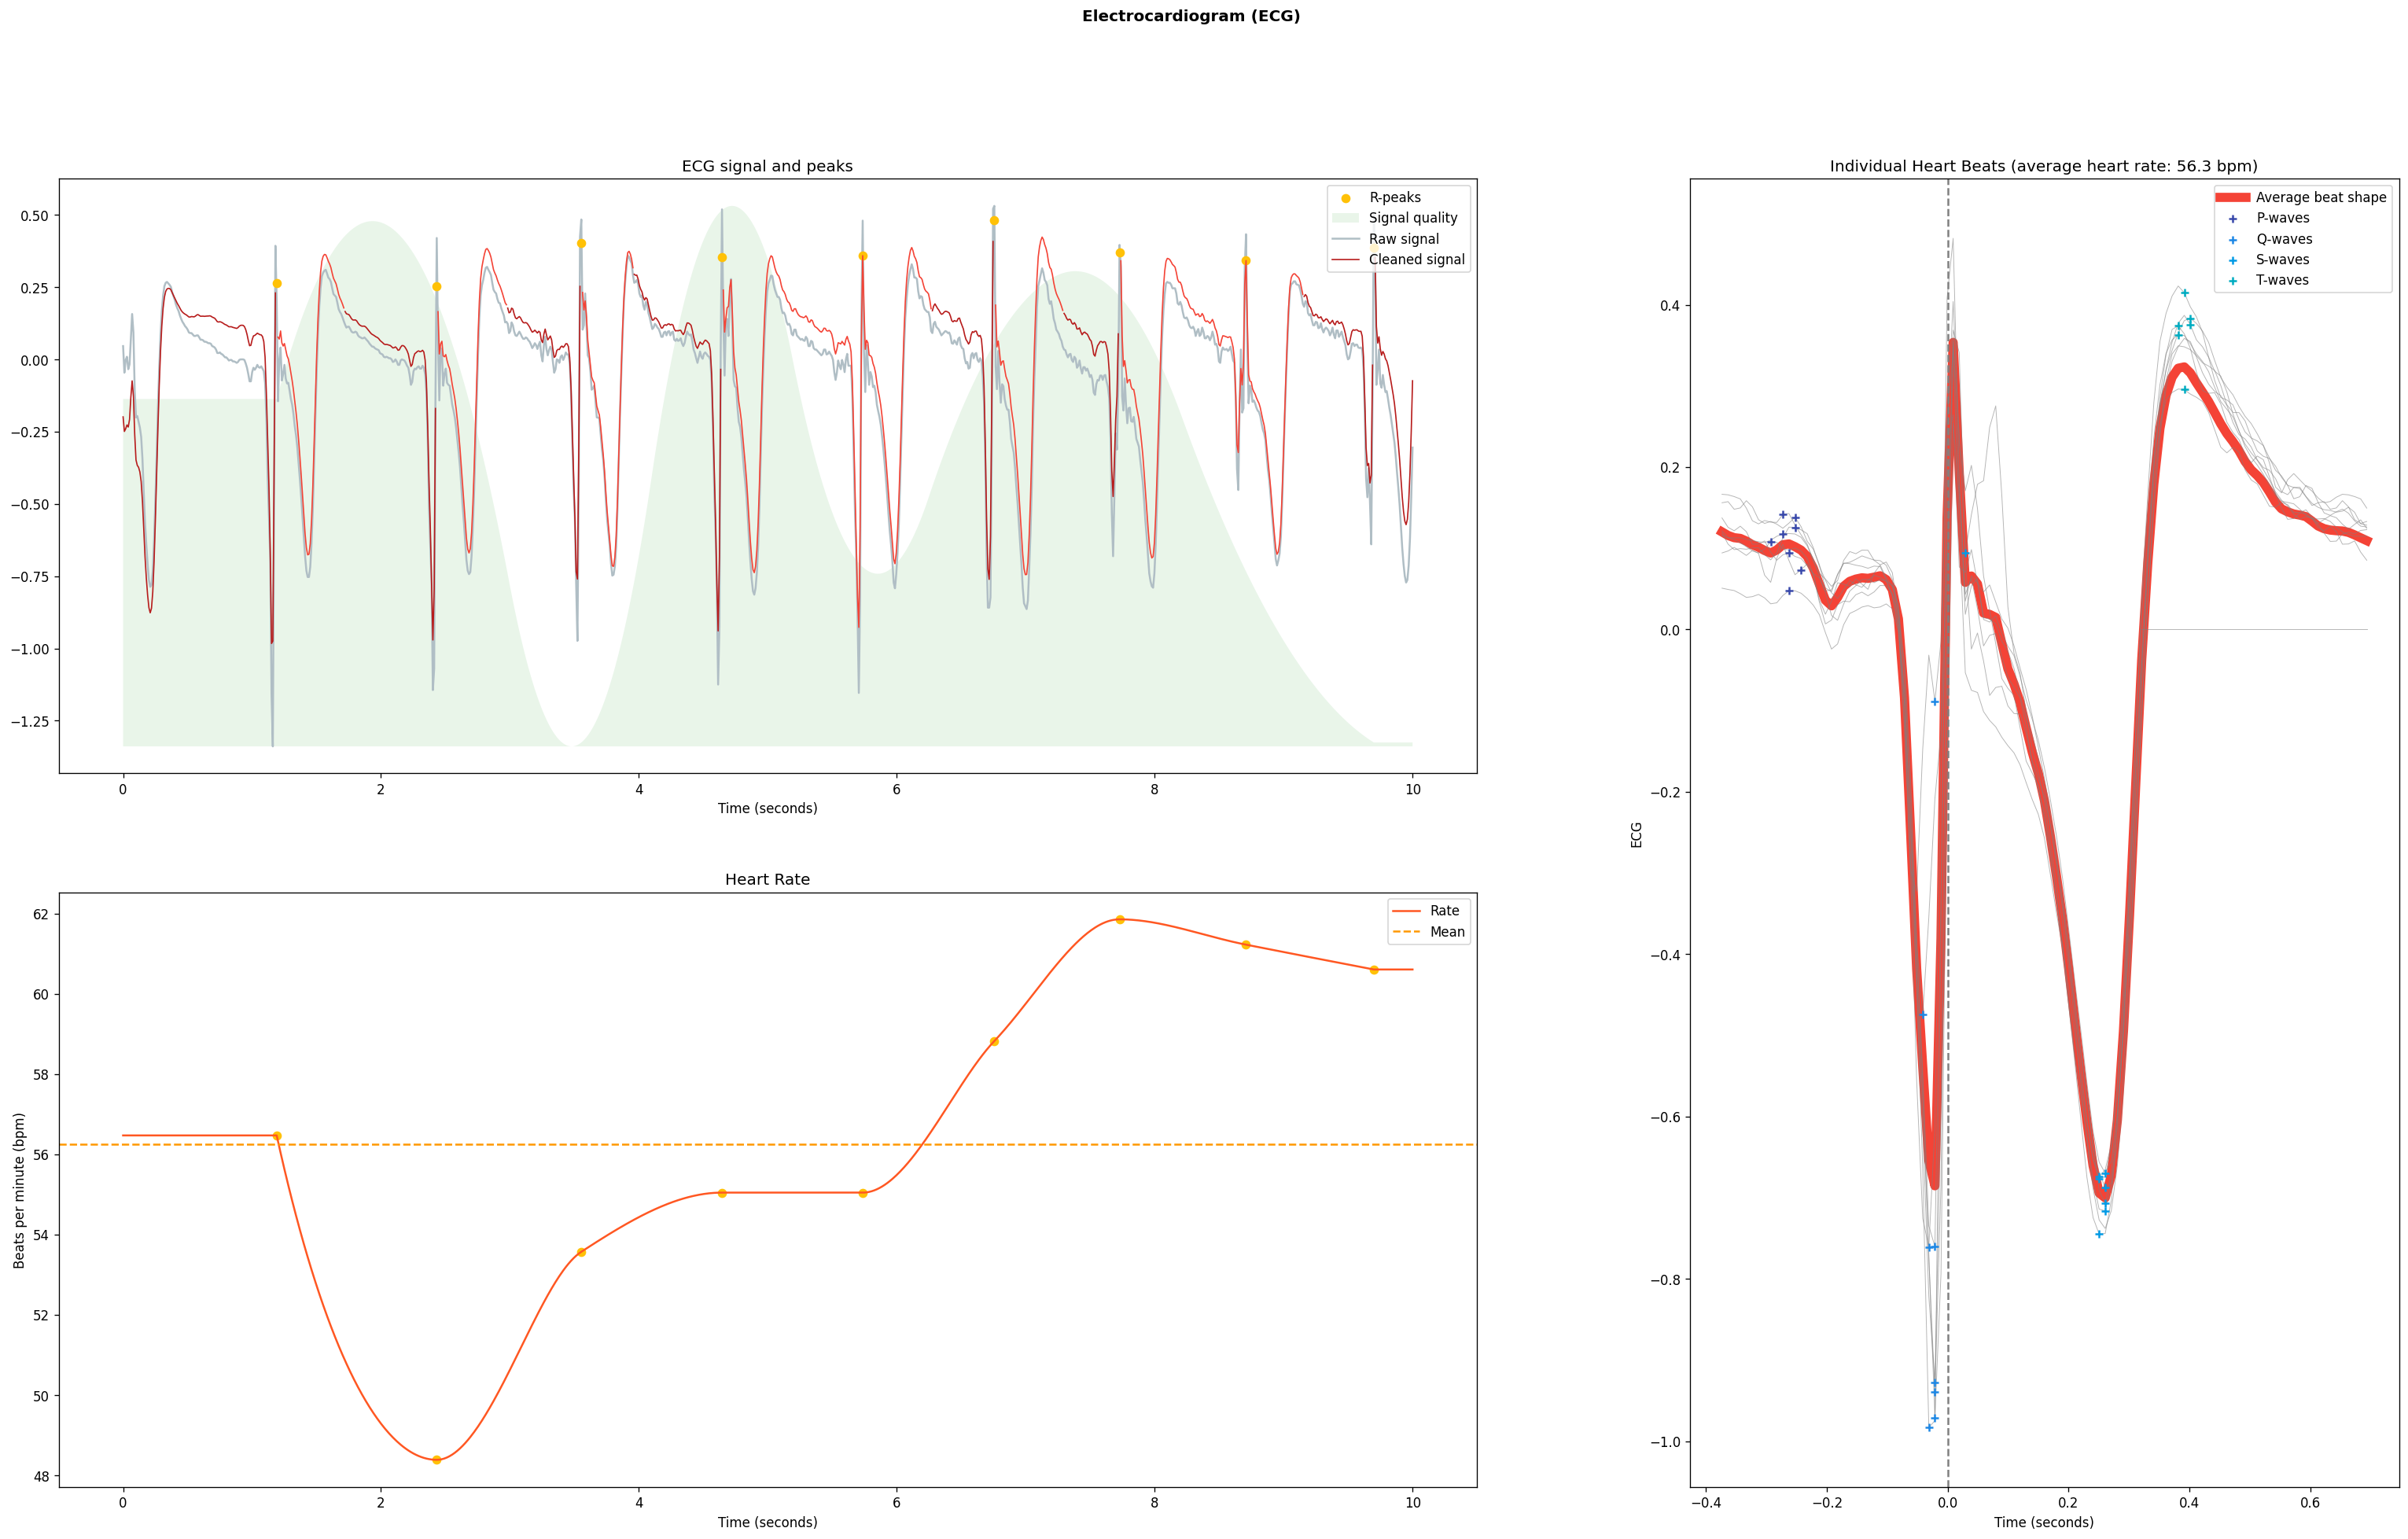 Electrocardiogram (ECG)
ECG signal and peaks
R-peaks
Signal quality
Raw signal
Cleaned signal
0.50
0.25
0.00
−0.25
−0.50
−0.75
−1.00
−1.25
0 2 4 6 8 10
Time (seconds)
Heart Rate
Rate
Mean
Beats per minute (bpm)
62
60
58
56
54
52
50
48
0 2 4 6 8 10
Time (seconds)
Individual Heart Beats (average heart rate: 56.3 bpm)
Average beat shape
P-waves
Q-waves
S-waves
T-waves
ECG
0.4
0.2
0.0
−0.2
−0.4
−0.6
−0.8
−1.0
−0.4 −0.2 0.0 0.2 0.4 0.6
Time (seconds)